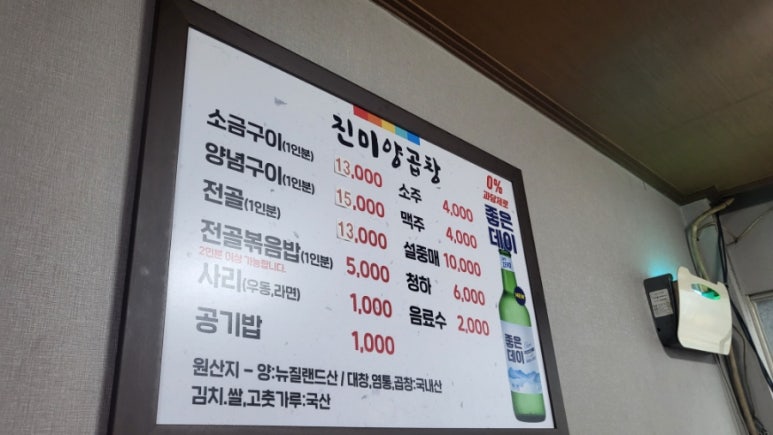 진미양곱창
소금구이(1인분) 13,000
양념구이(1인분) 15,000
전골(1인분) 13,000
전골볶음밥(1인분) 5,000
2인분 이상 가능합니다.
사리(우동,라면) 1,000
공기밥 1,000
소주 4,000
맥주 4,000
설중매 10,000
청하 6,000
음료수 2,000
원산지 - 양:뉴질랜드산 / 대창,염통,곱창:국내산
김치.쌀,고춧가루:국산
0%
과당제로
좋은
데이
좋은
데이